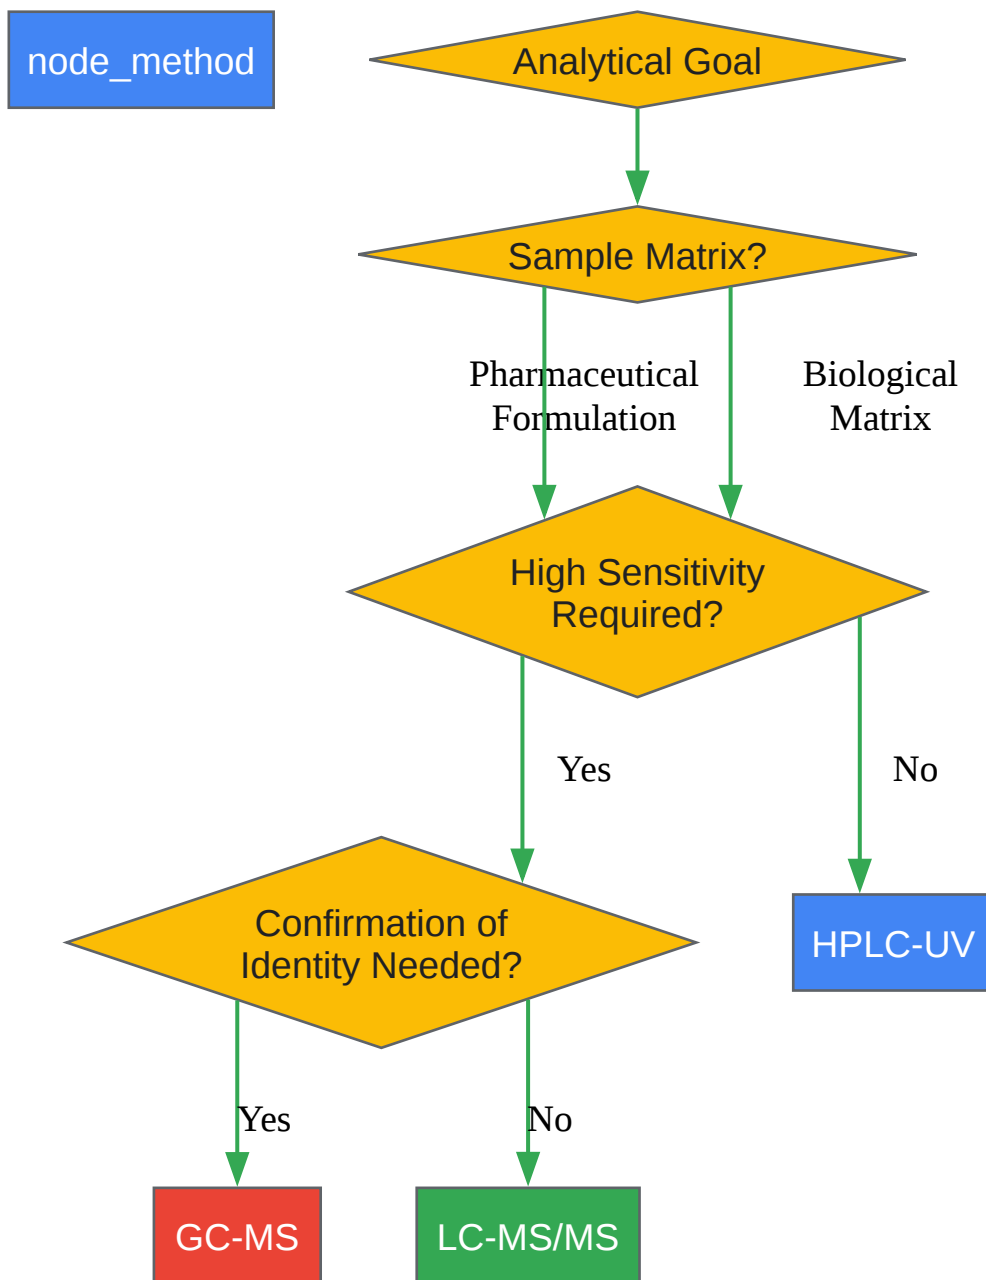 node_method
Analytical Goal
Sample Matrix?
Pharmaceutical
Formulation
Biological
Matrix
High Sensitivity
Required?
Yes
No
Confirmation of
Identity Needed?
HPLC-UV
Yes
No
GC-MS
LC-MS/MS